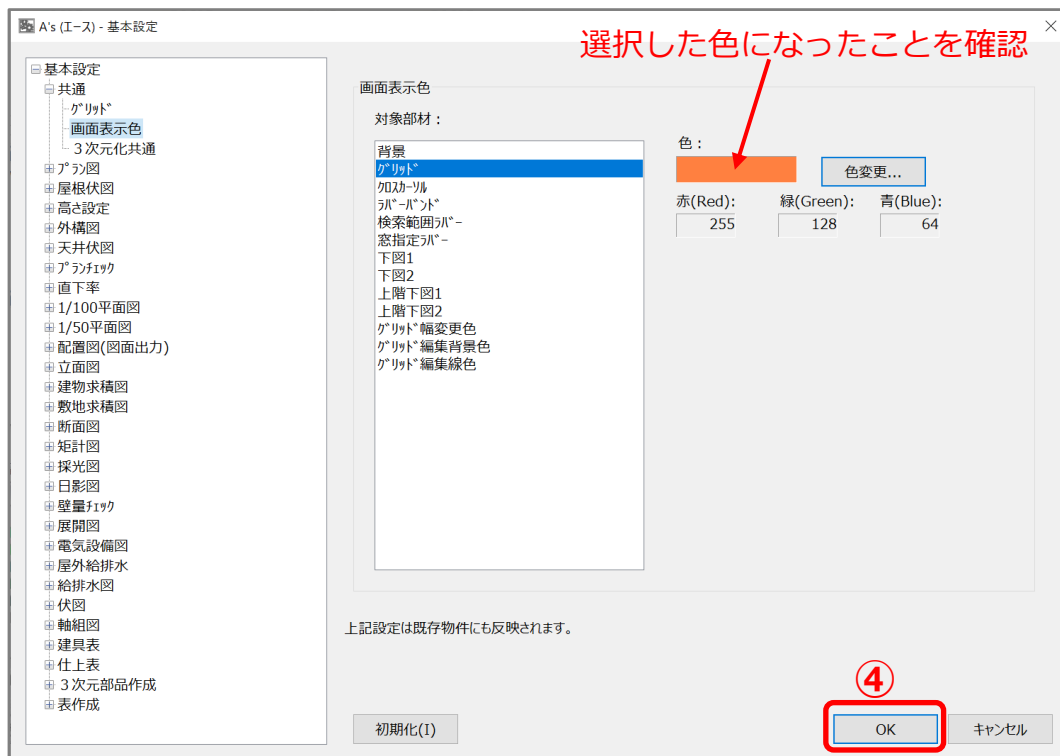 A's (ｴｰｽ) - 基本設定
選択した色になったことを確認
基本設定
共通
ｸﾞﾘｯﾄﾞ
画面表示色
３次元化共通
ﾌﾟﾗﾝ図
屋根伏図
高さ設定
外構図
天井伏図
ﾌﾟﾗﾝﾁｪｯｸ
直下率
1/100平面図
1/50平面図
配置図(図面出力)
立面図
建物求積図
敷地求積図
断面図
矩計図
採光図
日影図
壁量ﾁｪｯｸ
展開図
電気設備図
屋外給排水
給排水図
伏図
軸組図
建具表
仕上表
３次元部品作成
表作成
画面表示色
対象部材：
背景
ｸﾞﾘｯﾄﾞ
ｸﾛｽｶｰｿﾙ
ﾗﾊﾞｰﾊﾞﾝﾄﾞ
検索範囲ﾗﾊﾞｰ
窓指定ﾗﾊﾞｰ
下図1
下図2
上階下図1
上階下図2
ｸﾞﾘｯﾄﾞ幅変更色
ｸﾞﾘｯﾄﾞ編集背景色
ｸﾞﾘｯﾄﾞ編集線色
色：
色変更...
赤(Red): 緑(Green): 青(Blue):
255 128 64
上記設定は既存物件にも反映されます。
④
初期化(I) OK キャンセル